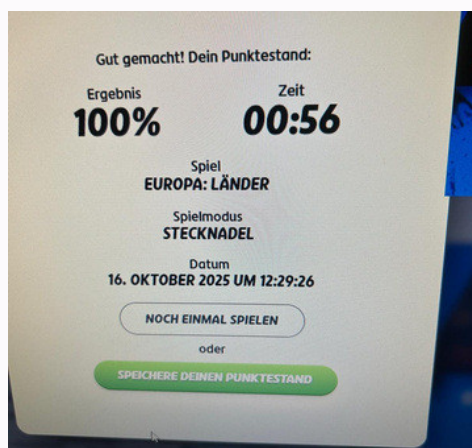 Gut gemacht! Dein Punktestand:
Ergebnis
100%
Zeit
00:56
Spiel
EUROPA: LÄNDER
Spielmodus
STECKNADEL
Datum
16. OKTOBER 2025 UM 12:29:26
NOCH EINMAL SPIELEN
oder
SPEICHERE DEINEN PUNKTESTAND